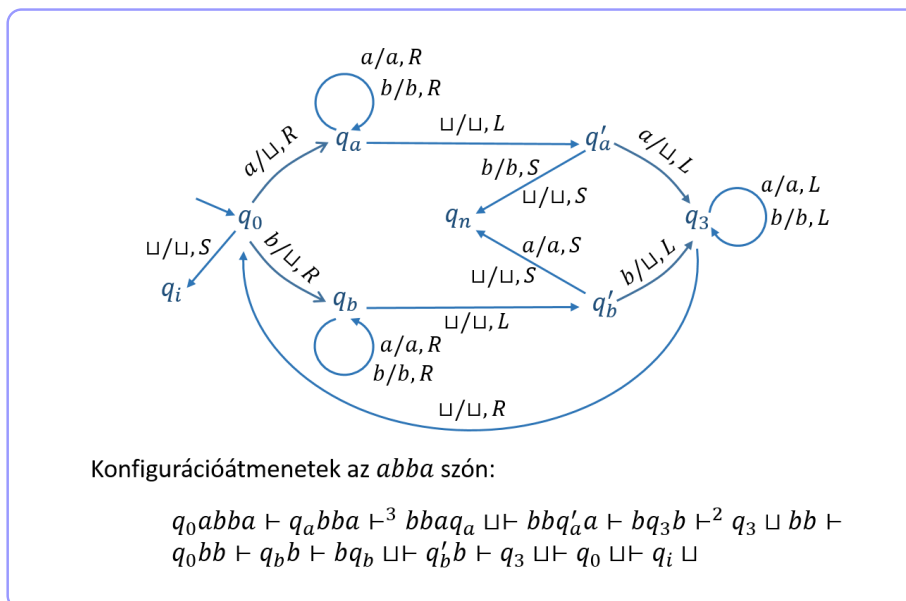 a/a, R
b/b, R
q_a
⊔/⊔, L
q′_a
a/⊔, R
b/b, S
⊔/⊔, S
a/⊔, L
a/a, L
b/b, L
q_0
q_n
q_3
⊔/⊔, S
b/⊔, R
a/a, S
⊔/⊔, S
b/⊔, L
q_i
q_b
⊔/⊔, L
q′_b
a/a, R
b/b, R
⊔/⊔, R
Konfigurációátmenetek az abba szón:
q_0abba ⊢ q_abba ⊢³ bbaq_a ⊔⊢ bbq′_aa ⊢ bq_3b ⊢² q_3 ⊔ bb ⊢
q_0bb ⊢ q_bb ⊢ bq_b ⊔⊢ q′_bb ⊢ q_3 ⊔⊢ q_0 ⊔⊢ q_i ⊔